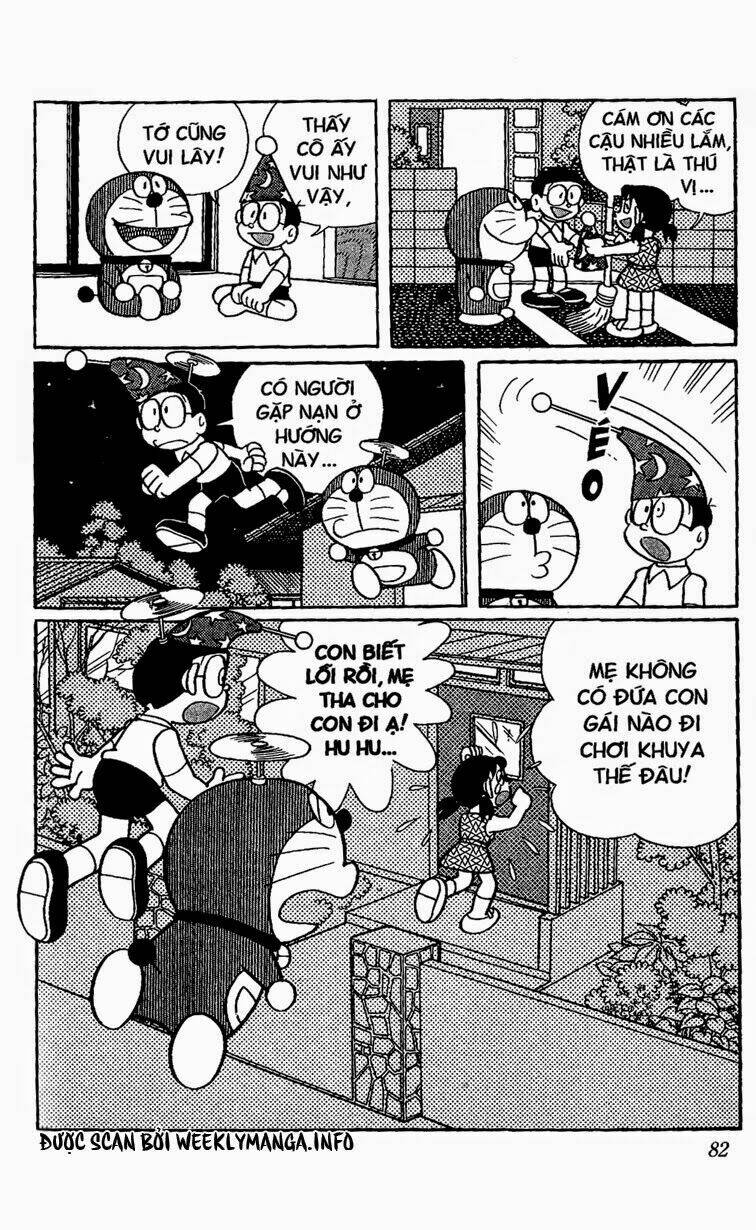 THẤY
CÔ ẤY
VUI NHƯ
VẬY,
TỚ CŨNG
VUI LÂY!
CÁM ƠN CÁC
CẬU NHIỀU LẮM,
THẬT LÀ THÚ
VỊ...
CÓ NGƯỜI
GẶP NẠN Ở
HƯỚNG
NÀY...
VÉO
CON BIẾT
LỖI RỒI, MẸ
THA CHO
CON ĐI Ạ!
HU HU...
MẸ KHÔNG
CÓ ĐỨA CON
GÁI NÀO ĐI
CHƠI KHUYA
THẾ ĐÂU!
ĐƯỢC SCAN BỞI WEEKLYMANGA.INFO
82